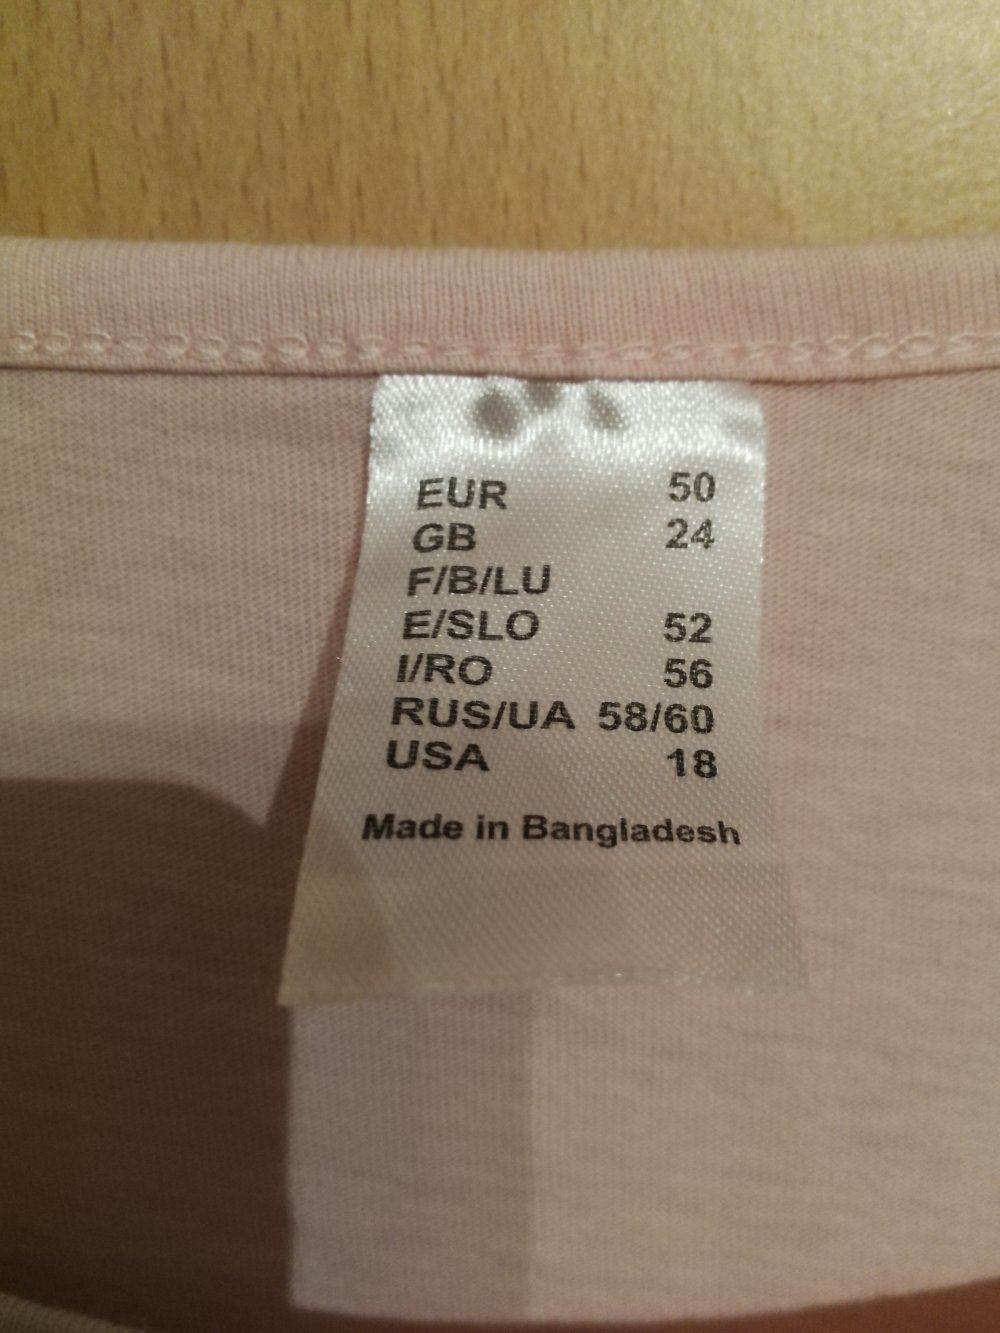 EUR 50
GB 24
F/B/LU
E/SLO 52
I/RO 56
RUS/UA 58/60
USA 18
Made in Bangladesh